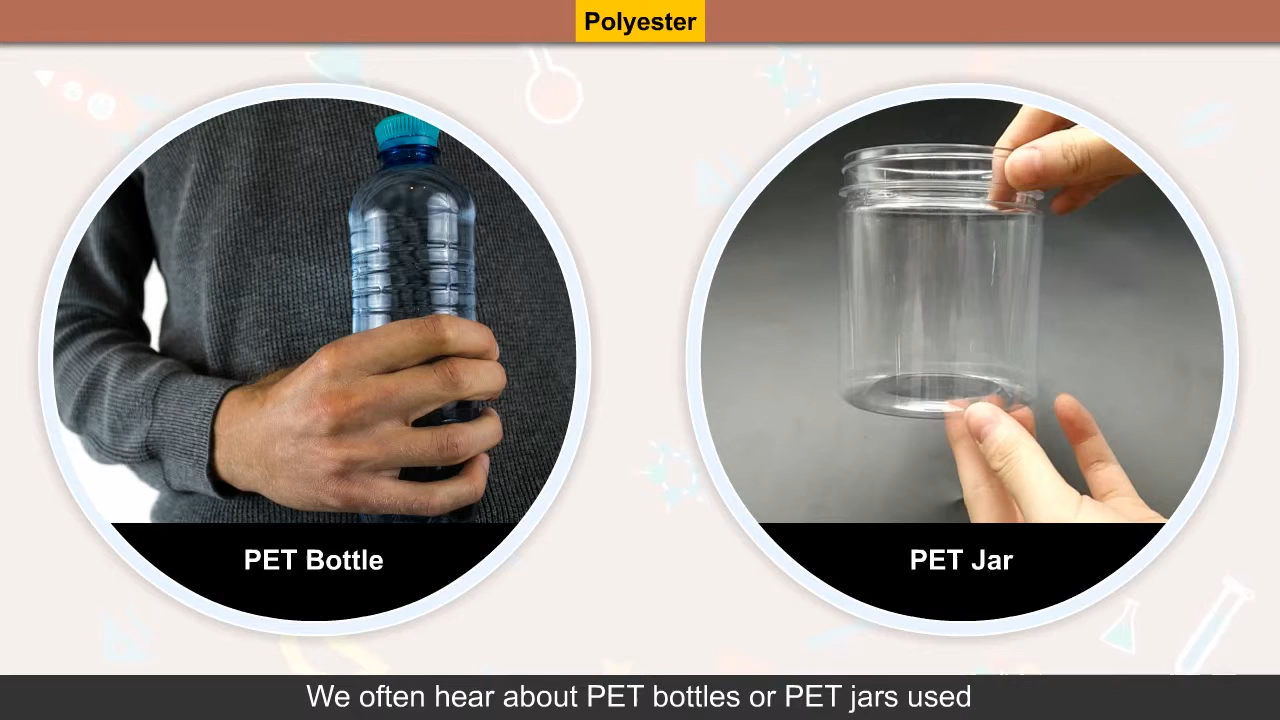 Polyester
PET Bottle
PET Jar
We often hear about PET bottles or PET jars used